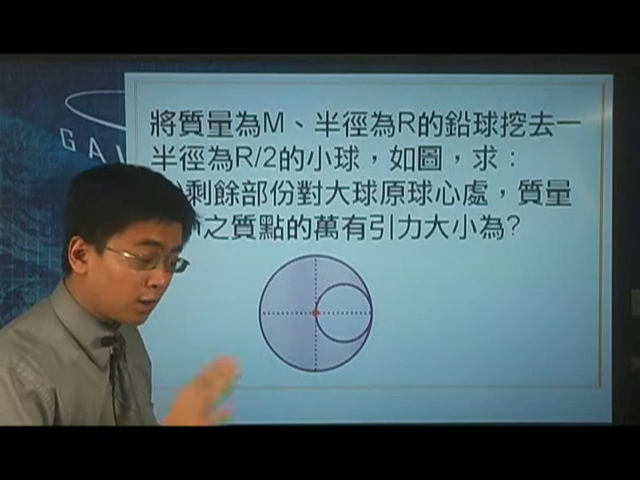 GAL
將質量為M、半徑為R的鉛球挖去一
半徑為R/2的小球，如圖，求：
)剩餘部份對大球原球心處，質量
之質點的萬有引力大小為?